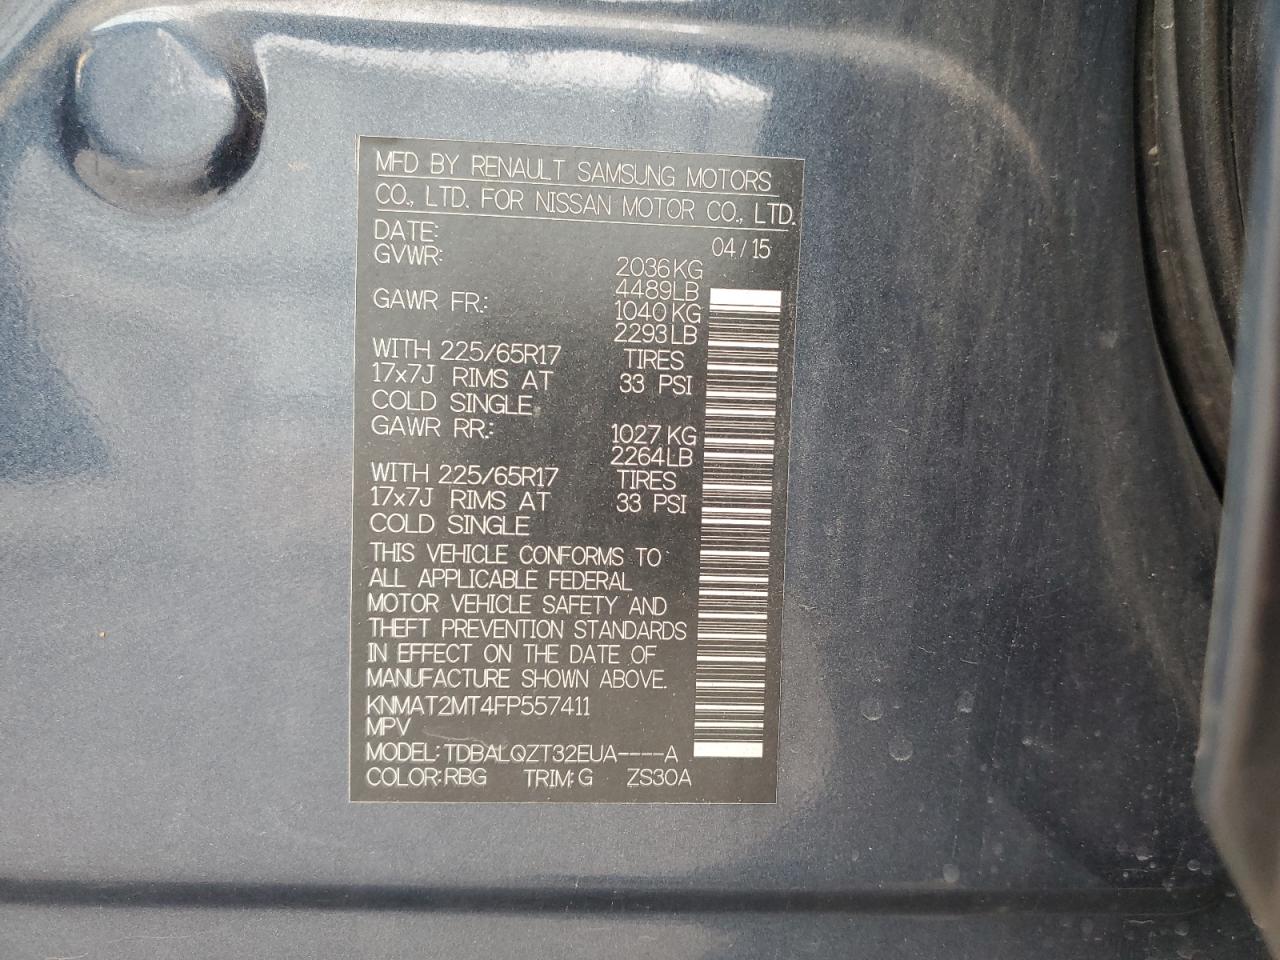 MFD BY RENAULT SAMSUNG MOTORS
CO., LTD. FOR NISSAN MOTOR CO., LTD.
DATE: 04/15
GVWR: 2036KG
4489LB
GAWR FR.: 1040KG
2293LB
WITH 225/65R17 TIRES
17x7J RIMS AT 33 PSI
COLD SINGLE
GAWR RR.: 1027KG
2264LB
WITH 225/65R17 TIRES
17x7J RIMS AT 33 PSI
COLD SINGLE
THIS VEHICLE CONFORMS TO
ALL APPLICABLE FEDERAL
MOTOR VEHICLE SAFETY AND
THEFT PREVENTION STANDARDS
IN EFFECT ON THE DATE OF
MANUFACTURE SHOWN ABOVE.
KNMAT2MT4FP557411
MPV
MODEL: TDBALQZT32EUA----A
COLOR:RBG TRIM:G ZS30A